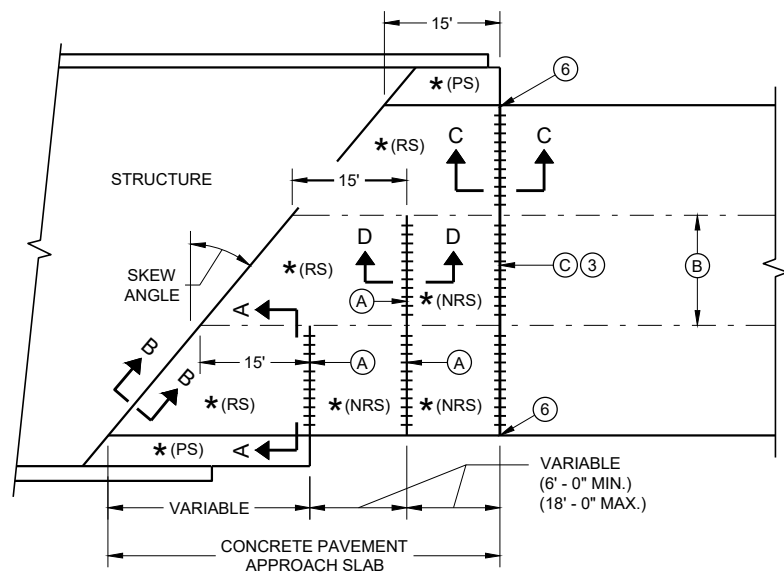 15'
* (PS)
6
* (RS)
C
C
STRUCTURE
15'
D
D
SKEW
ANGLE
* (RS)
A
* (NRS)
C
3
B
A
B
B
15'
A
A
* (RS)
* (NRS)
* (NRS)
6
A
* (PS)
VARIABLE
VARIABLE
(6' - 0" MIN.)
(18' - 0" MAX.)
CONCRETE PAVEMENT
APPROACH SLAB